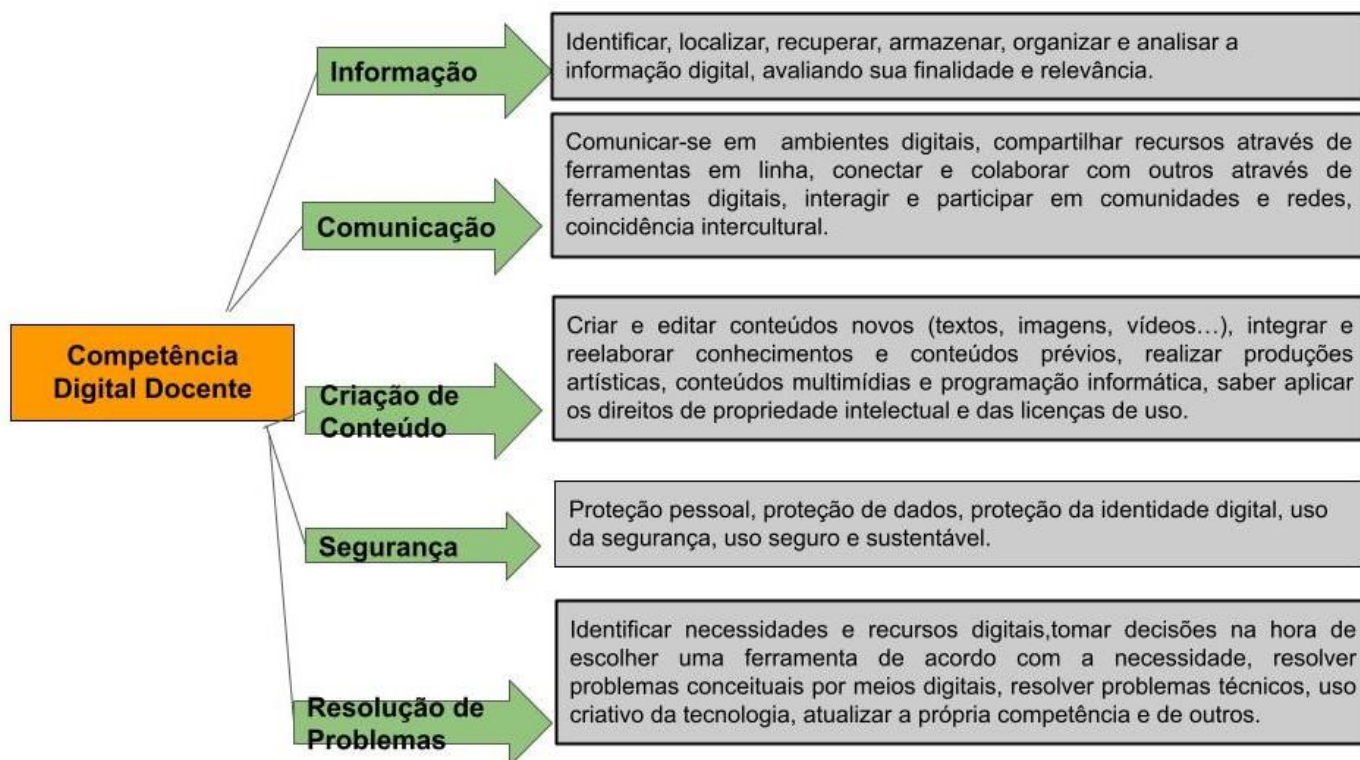 Informação
Identificar, localizar, recuperar, armazenar, organizar e analisar a
informação digital, avaliando sua finalidade e relevância.
Comunicação
Comunicar-se em ambientes digitais, compartilhar recursos através de
ferramentas em linha, conectar e colaborar com outros através de
ferramentas digitais, interagir e participar em comunidades e redes,
coincidência intercultural.
Competência
Digital Docente
Criação de
Conteúdo
Criar e editar conteúdos novos (textos, imagens, vídeos...), integrar e
reelaborar conhecimentos e conteúdos prévios, realizar produções
artísticas, conteúdos multimídias e programação informática, saber aplicar
os direitos de propriedade intelectual e das licenças de uso.
Segurança
Proteção pessoal, proteção de dados, proteção da identidade digital, uso
da segurança, uso seguro e sustentável.
Resolução de
Problemas
Identificar necessidades e recursos digitais,tomar decisões na hora de
escolher uma ferramenta de acordo com a necessidade, resolver
problemas conceituais por meios digitais, resolver problemas técnicos, uso
criativo da tecnologia, atualizar a própria competência e de outros.